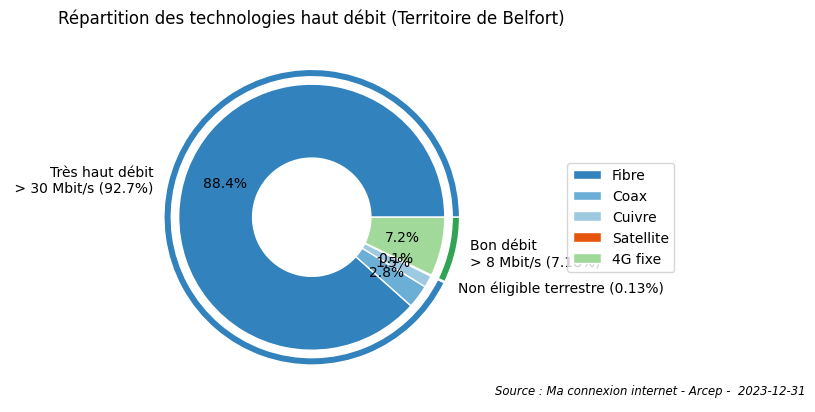 Répartition des technologies haut débit (Territoire de Belfort)
Très haut débit
> 30 Mbit/s (92.7%)
88.4%
7.2%
0.1%
1.5%
2.8%
Bon débit
> 8 Mbit/s
Non éligible terrestre (0.13%)
Fibre
Coax
Cuivre
Satellite
4G fixe
Source : Ma connexion internet - Arcep - 2023-12-31